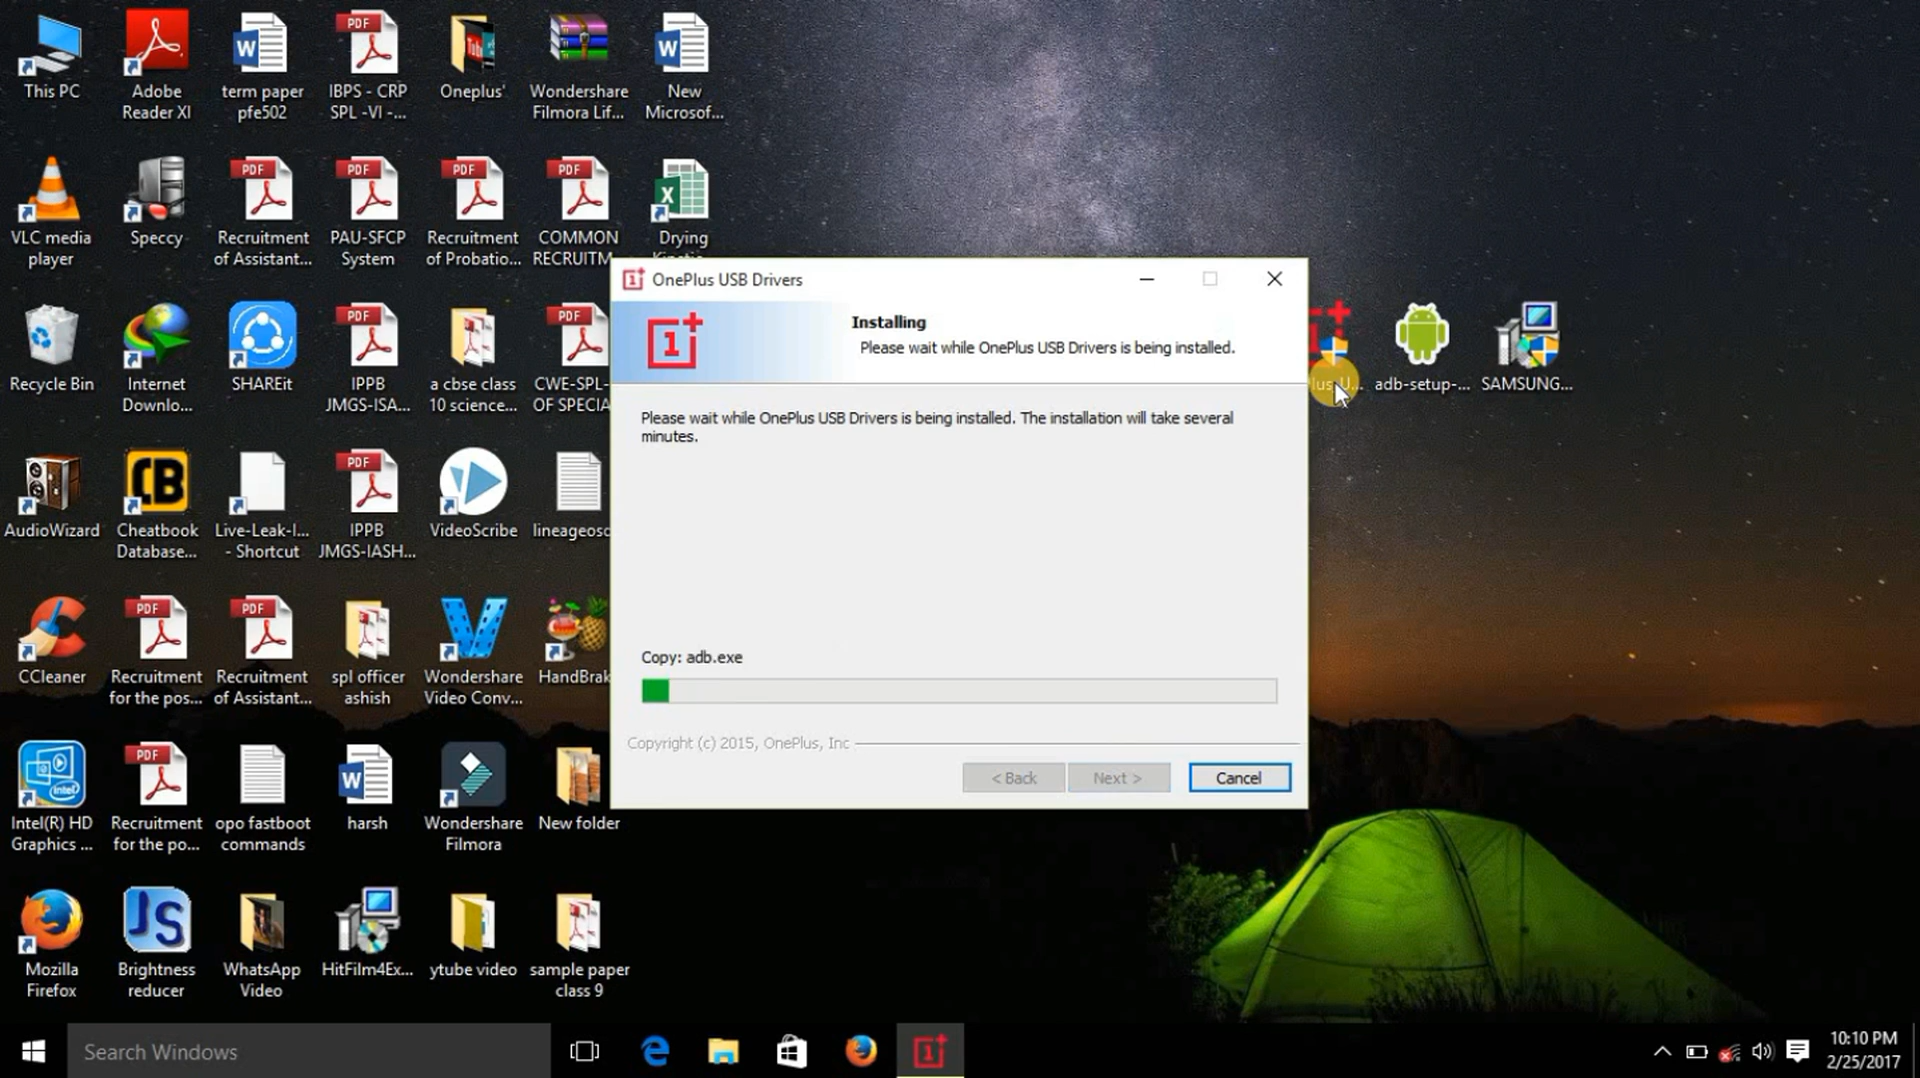 This PC
Adobe
Reader XI
term paper
pfe502
IBPS - CRP
SPL -VI -...
Oneplus'
Wondershare
Filmora Lif...
New
Microsof...
VLC media
player
Speccy
Recruitment
of Assistant...
PAU-SFCP
System
Recruitment
of Probatio...
COMMON
RECRUITM
Drying
Recycle Bin
Internet
Downlo...
SHAREit
IPPB
JMGS-ISA...
a cbse class
10 science...
CWE-SPL-
OF SPECIA
adb-setup-...
SAMSUNG...
AudioWizard
Cheatbook
Database...
Live-Leak-I...
- Shortcut
IPPB
JMGS-IASH...
VideoScribe
lineageos
CCleaner
Recruitment
for the pos...
Recruitment
of Assistant...
spl officer
ashish
Wondershare
Video Conv...
HandBrak
Intel(R) HD
Graphics ...
Recruitment
for the po...
opo fastboot
commands
harsh
Wondershare
Filmora
New folder
Mozilla
Firefox
Brightness
reducer
WhatsApp
Video
HitFilm4Ex...
ytube video
sample paper
class 9
OnePlus USB Drivers
Installing
Please wait while OnePlus USB Drivers is being installed.
Please wait while OnePlus USB Drivers is being installed. The installation will take several
minutes.
Copy: adb.exe
Copyright (c) 2015, OnePlus, Inc
< Back
Next >
Cancel
Search Windows
10:10 PM
2/25/2017